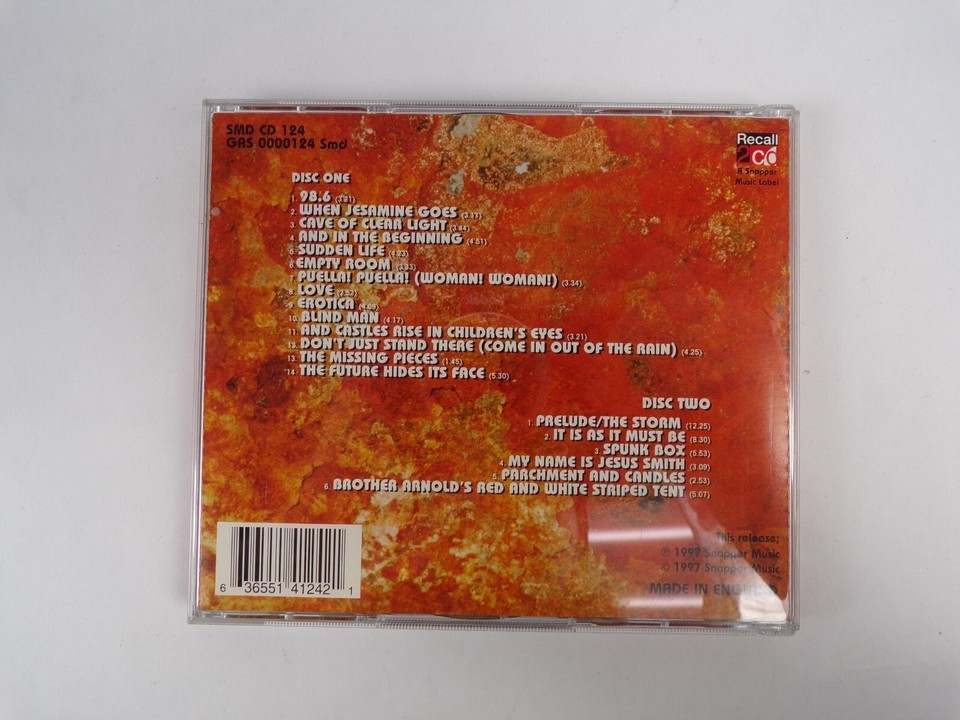 SMD CD 124
GAS 0000124 Smd
Recall
2 CD
A Snapper
Music Label
DISC ONE
1. 98.6 (3.21)
2. WHEN JESAMINE GOES (3.17)
3. CAVE OF CLEAR LIGHT (3.44)
4. AND IN THE BEGINNING (4.51)
5. SUDDEN LIFE (4.23)
6. EMPTY ROOM (3.33)
7. PUELLA! PUELLA! (WOMAN! WOMAN!) (3.34)
8. LOVE
9. EROTICA
10. BLIND MAN (4.17)
11. AND CASTLES RISE IN CHILDREN'S EYES (3.21)
12. DON'T JUST STAND THERE (COME IN OUT OF THE RAIN) (4.25)
13. THE MISSING PIECES (1.45)
14. THE FUTURE HIDES ITS FACE (5.30)
DISC TWO
1. PRELUDE/THE STORM (12.25)
2. IT IS AS IT MUST BE (8.30)
3. SPUNK BOX (5.53)
4. MY NAME IS JESUS SMITH (3.09)
5. PARCHMENT AND CANDLES (2.53)
6. BROTHER ARNOLD'S RED AND WHITE STRIPED TENT (5.07)
This release;
℗ 1997 Snapper Music
© 1997 Snapper Music
MADE IN ENGLAND
6 36551 41242 1